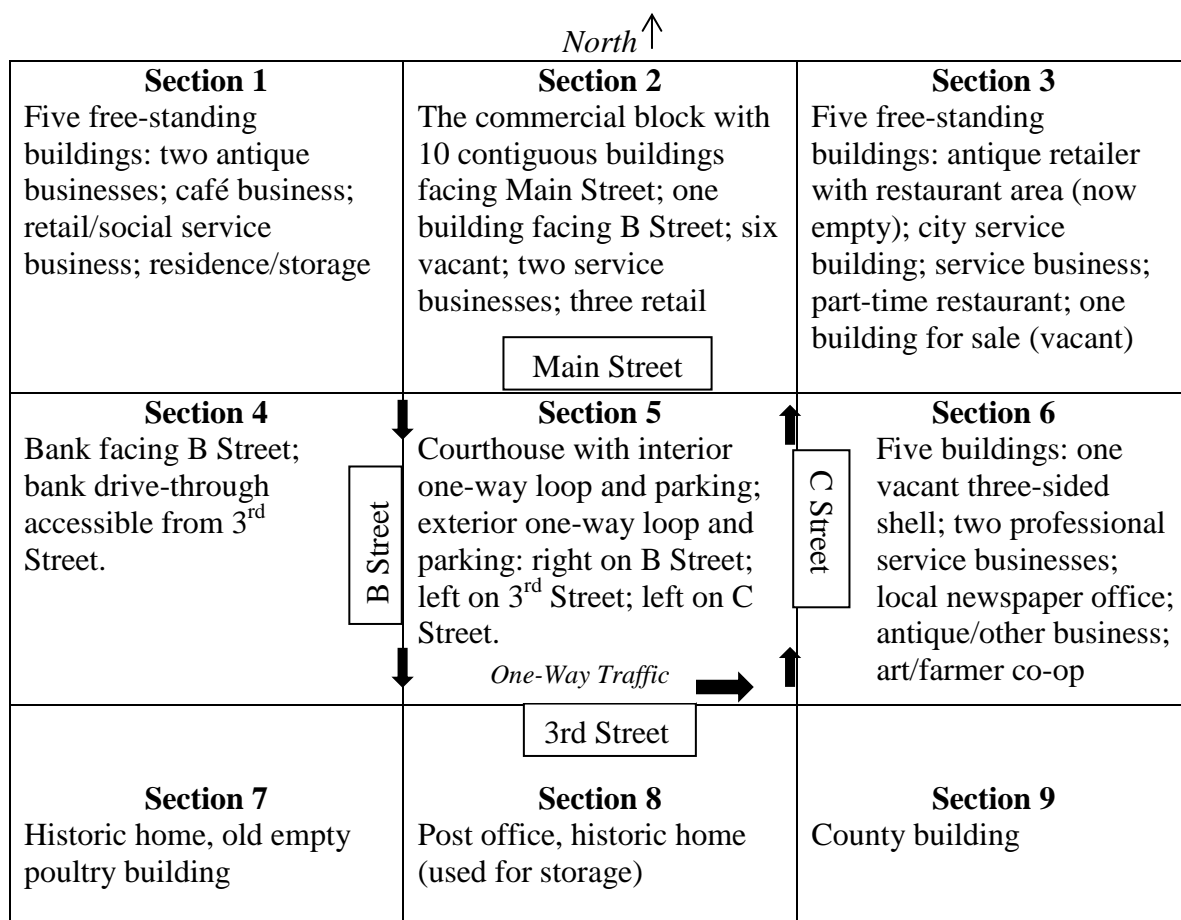 North
Section 1
Five free-standing
buildings: two antique
businesses; café business;
retail/social service
business; residence/storage
Section 2
The commercial block with
10 contiguous buildings
facing Main Street; one
building facing B Street; six
vacant; two service
businesses; three retail
Section 3
Five free-standing
buildings: antique retailer
with restaurant area (now
empty); city service
building; service business;
part-time restaurant; one
building for sale (vacant)
Main Street
Section 4
Bank facing B Street;
bank drive-through
accessible from 3rd
Street.
B Street
Section 5
Courthouse with interior
one-way loop and parking;
exterior one-way loop and
parking: right on B Street;
left on 3rd Street; left on C
Street.
One-Way Traffic
C Street
Section 6
Five buildings: one
vacant three-sided
shell; two professional
service businesses;
local newspaper office;
antique/other business;
art/farmer co-op
3rd Street
Section 7
Historic home, old empty
poultry building
Section 8
Post office, historic home
(used for storage)
Section 9
County building